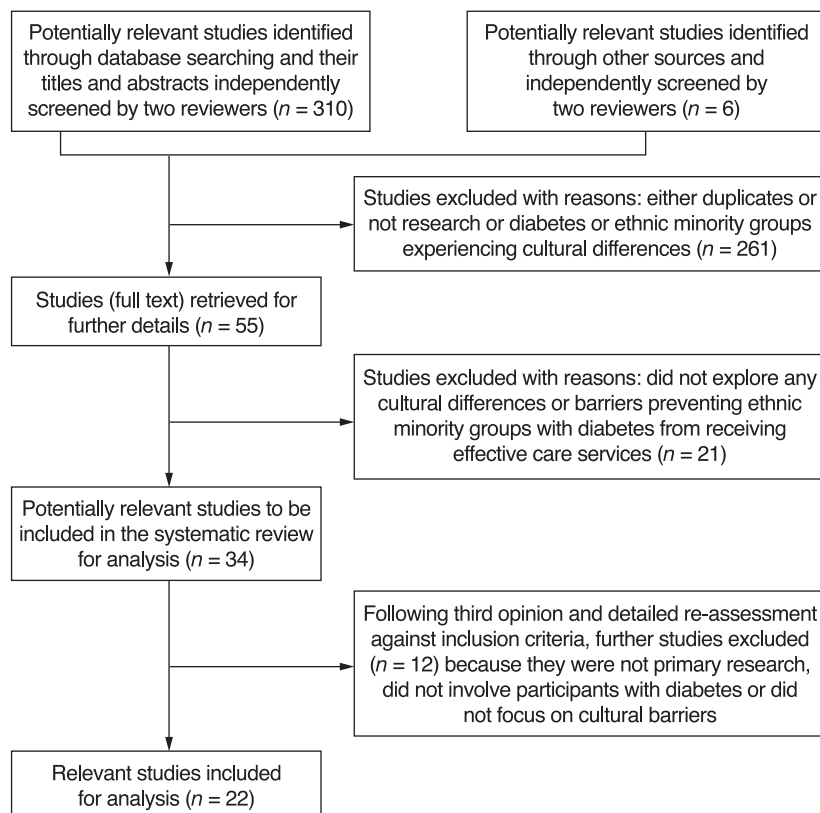 Potentially relevant studies identified
through database searching and their
titles and abstracts independently
screened by two reviewers (n = 310)
Potentially relevant studies identified
through other sources and
independently screened by
two reviewers (n = 6)
Studies excluded with reasons: either duplicates or
not research or diabetes or ethnic minority groups
experiencing cultural differences (n = 261)
Studies (full text) retrieved for
further details (n = 55)
Studies excluded with reasons: did not explore any
cultural differences or barriers preventing ethnic
minority groups with diabetes from receiving
effective care services (n = 21)
Potentially relevant studies to be
included in the systematic review
for analysis (n = 34)
Following third opinion and detailed re-assessment
against inclusion criteria, further studies excluded
(n = 12) because they were not primary research,
did not involve participants with diabetes or did
not focus on cultural barriers
Relevant studies included
for analysis (n = 22)